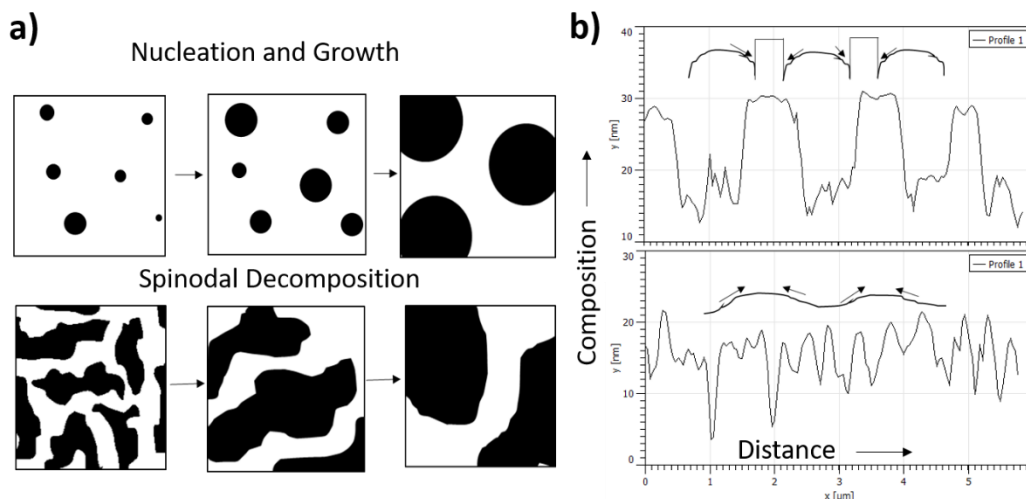 a)
Nucleation and Growth
Spinodal Decomposition
b)
Composition
40
30
20
10
y [nm]
Profile 1
30
20
10
0
y [nm]
Profile 1
Distance
0 1 2 3 4 5
x [µm]